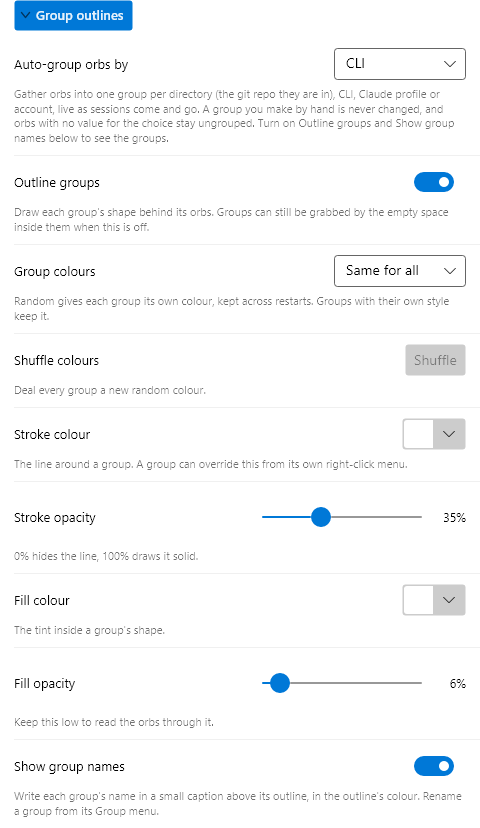 Group outlines
Auto-group orbs by
CLI
Gather orbs into one group per directory (the git repo they are in), CLI, Claude profile or
account, live as sessions come and go. A group you make by hand is never changed, and
orbs with no value for the choice stay ungrouped. Turn on Outline groups and Show group
names below to see the groups.
Outline groups
Draw each group's shape behind its orbs. Groups can still be grabbed by the empty space
inside them when this is off.
Group colours
Same for all
Random gives each group its own colour, kept across restarts. Groups with their own style
keep it.
Shuffle colours
Shuffle
Deal every group a new random colour.
Stroke colour
The line around a group. A group can override this from its own right-click menu.
Stroke opacity
35%
0% hides the line, 100% draws it solid.
Fill colour
The tint inside a group's shape.
Fill opacity
6%
Keep this low to read the orbs through it.
Show group names
Write each group's name in a small caption above its outline, in the outline's colour. Rename
a group from its Group menu.